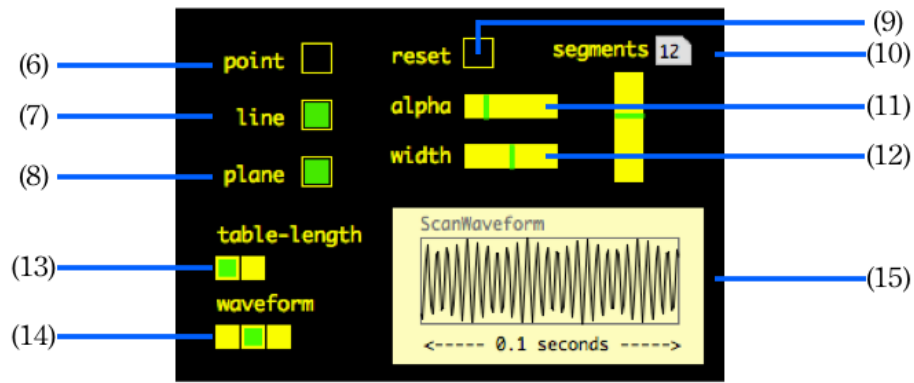 (9)
(6) point reset segments 12 (10)
(7) line alpha (11)
(8) plane width (12)
table-length ScanWaveform
(13) (15)
waveform
(14) <----- 0.1 seconds ----->